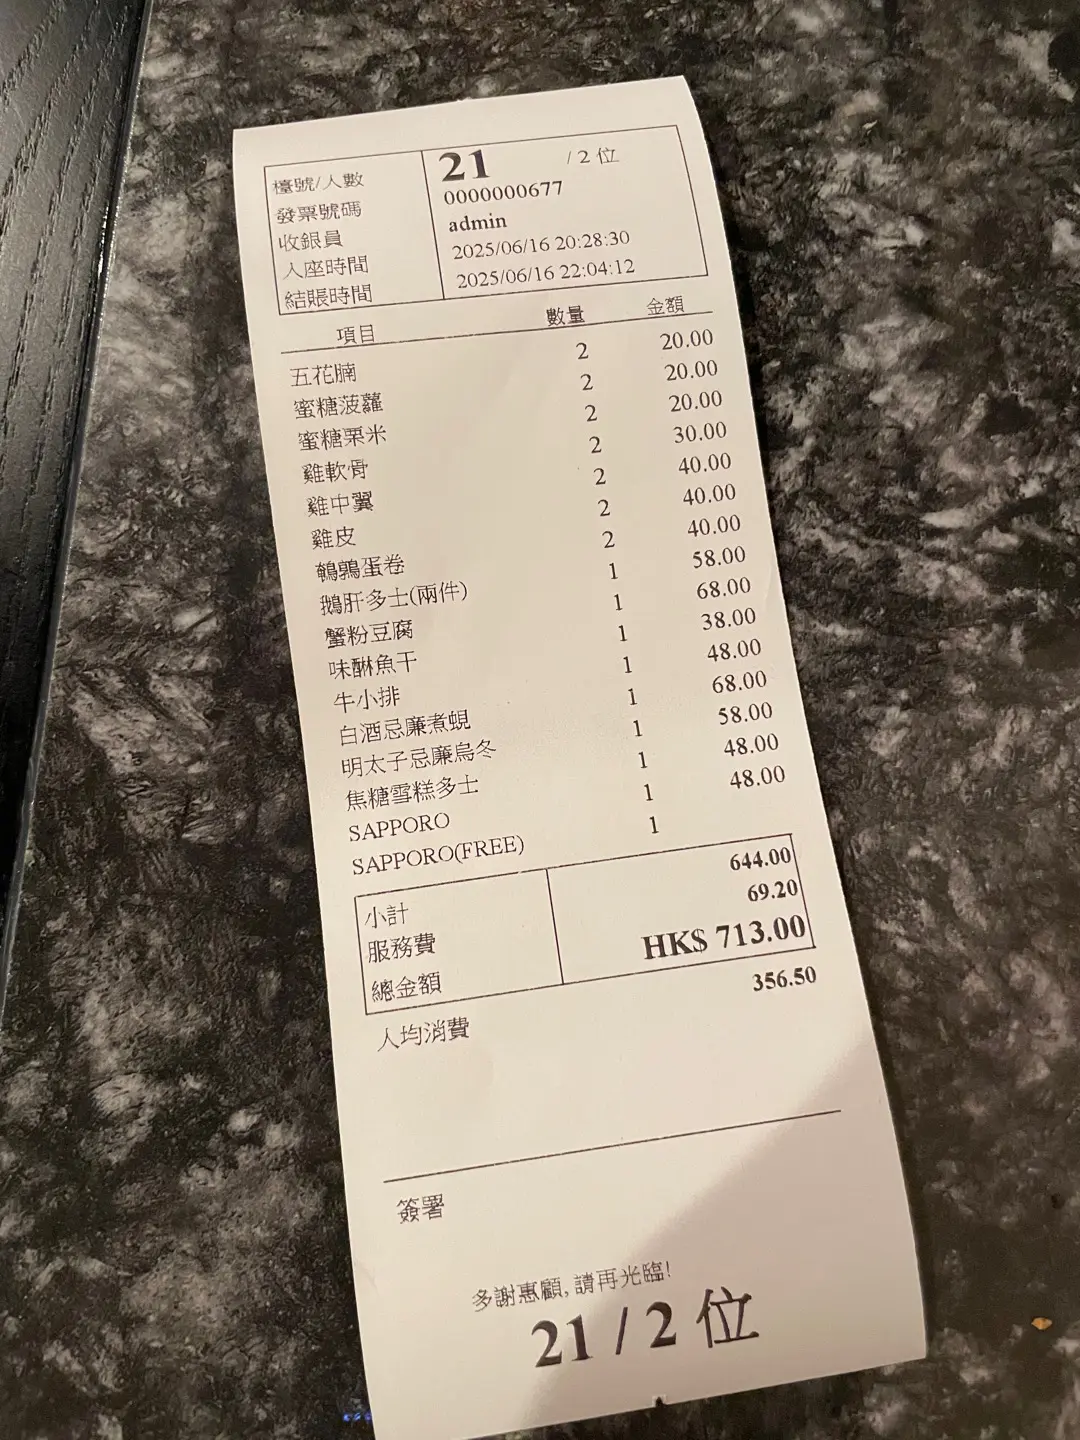 檯號/人數 21 / 2 位
發票號碼 0000000677
收銀員 admin
入座時間 2025/06/16 20:28:30
結賬時間 2025/06/16 22:04:12
項目 數量 金額
五花腩 2 20.00
蜜糖菠蘿 2 20.00
蜜糖粟米 2 20.00
雞軟骨 2 30.00
雞中翼 2 40.00
雞皮 2 40.00
鵪鶉蛋卷 2 40.00
鵝肝多士(兩件) 1 58.00
蟹粉豆腐 1 68.00
味醂魚干 1 38.00
牛小排 1 48.00
白酒忌廉煮蜆 1 68.00
明太子忌廉烏冬 1 58.00
焦糖雪糕多士 1 48.00
SAPPORO 1 48.00
SAPPORO(FREE) 1
小計 644.00
服務費 69.20
總金額 HK$ 713.00
人均消費 356.50
簽署
多謝惠顧, 請再光臨!
21 / 2 位